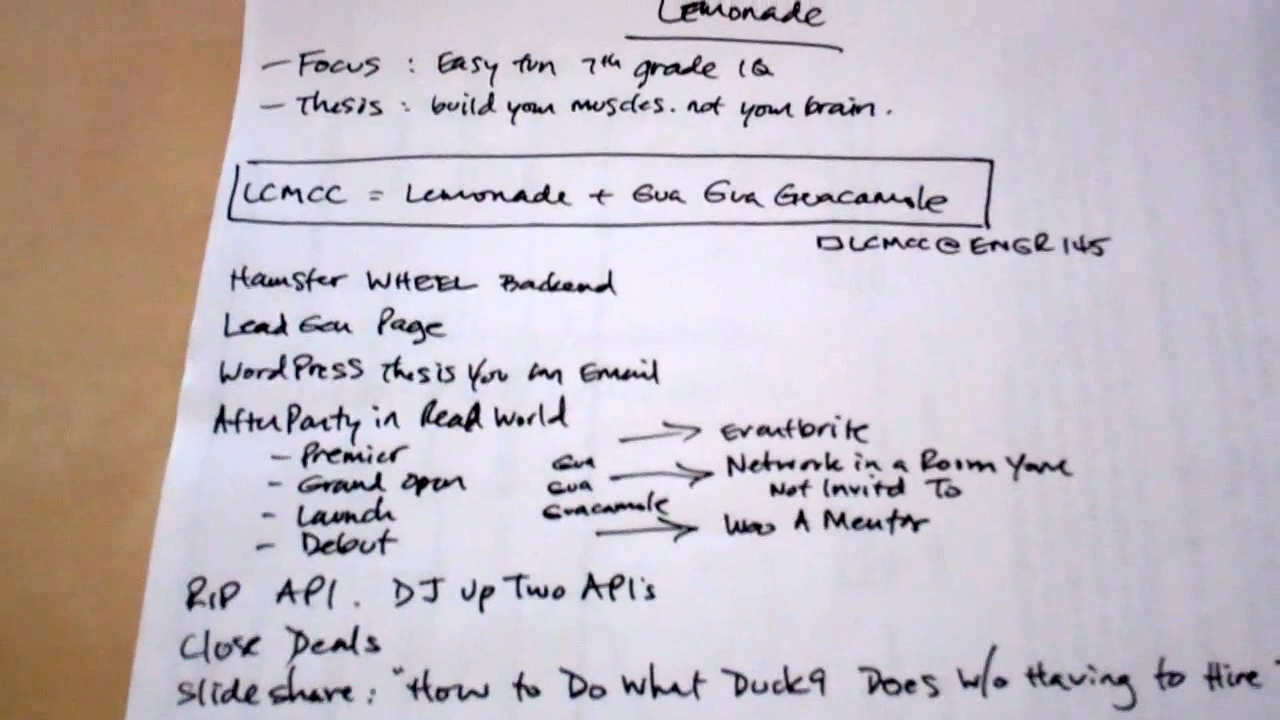 Lemonade
- Focus : Easy fun 7th grade IQ
- Thesis : build your muscles. not your brain.
LCMCC = Lemonade + Gua Gua Guacamole
LCMCC@ENGR145
Hamster WHEEL Backend
Lead Gen Page
WordPress Thesis You Can Email
AfterParty in Read World
- Premier
- Grand Open
- Launch
- Debut
Gua
Gua
Guacamole
→ Eventbrite
→ Network in a Room You're
Not Invited To
→ Woo A Mentor
RIP API. DJ Up Two API's
Close Deals
Slideshare: "How to Do What Duck9 Does w/o Having to Hire"